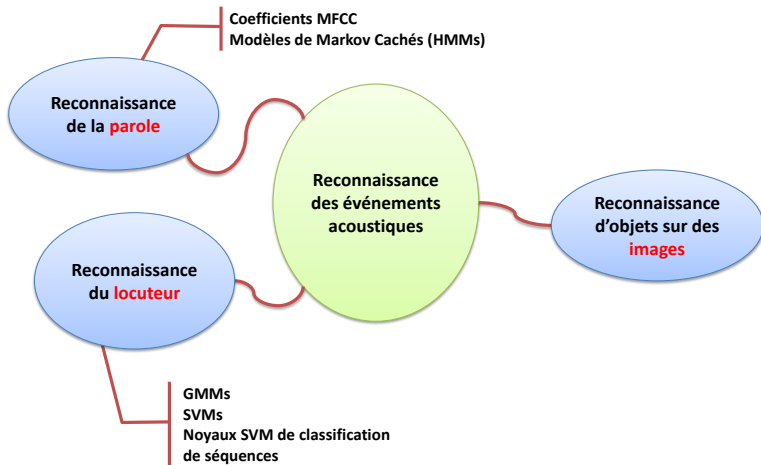 Coefficients MFCC
Modèles de Markov Cachés (HMMs)
Reconnaissance
de la parole
Reconnaissance
des événements
acoustiques
Reconnaissance
d'objets sur des
images
Reconnaissance
du locuteur
GMMs
SVMs
Noyaux SVM de classification
de séquences